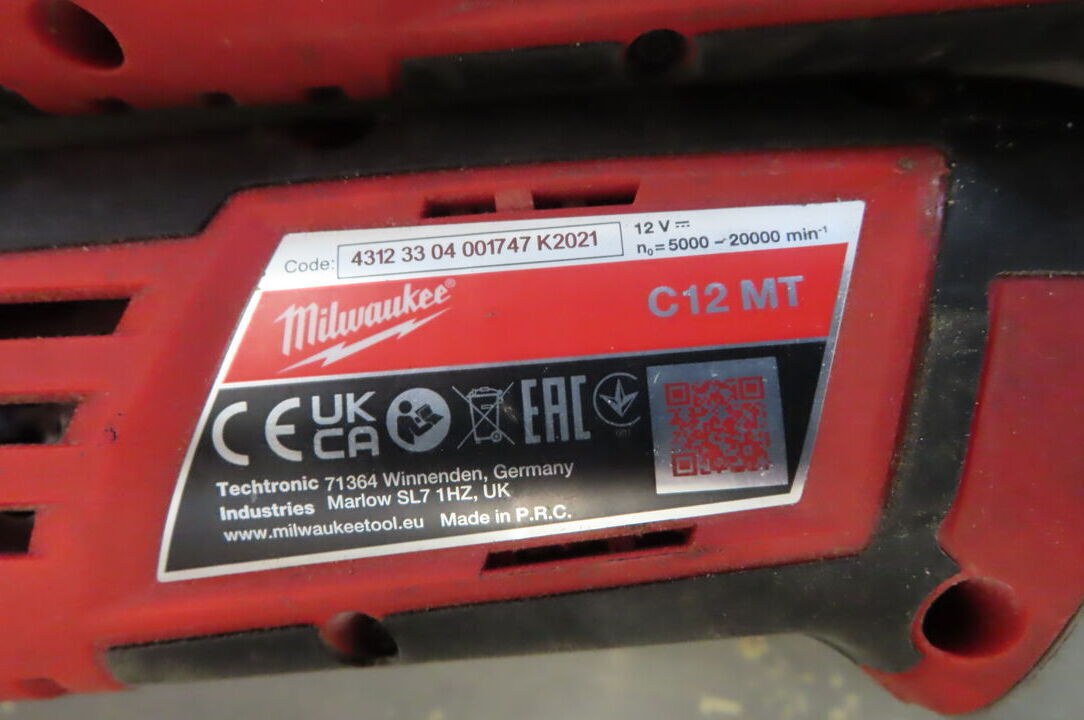 Code: 4312 33 04 001747 K2021
12 V ⎓
n₀=5000 – 20000 min⁻¹
Milwaukee®
C12 MT
CE UK CA EAC
Techtronic Industries
71364 Winnenden, Germany
Marlow SL7 1HZ, UK
www.milwaukeetool.eu Made in P.R.C.